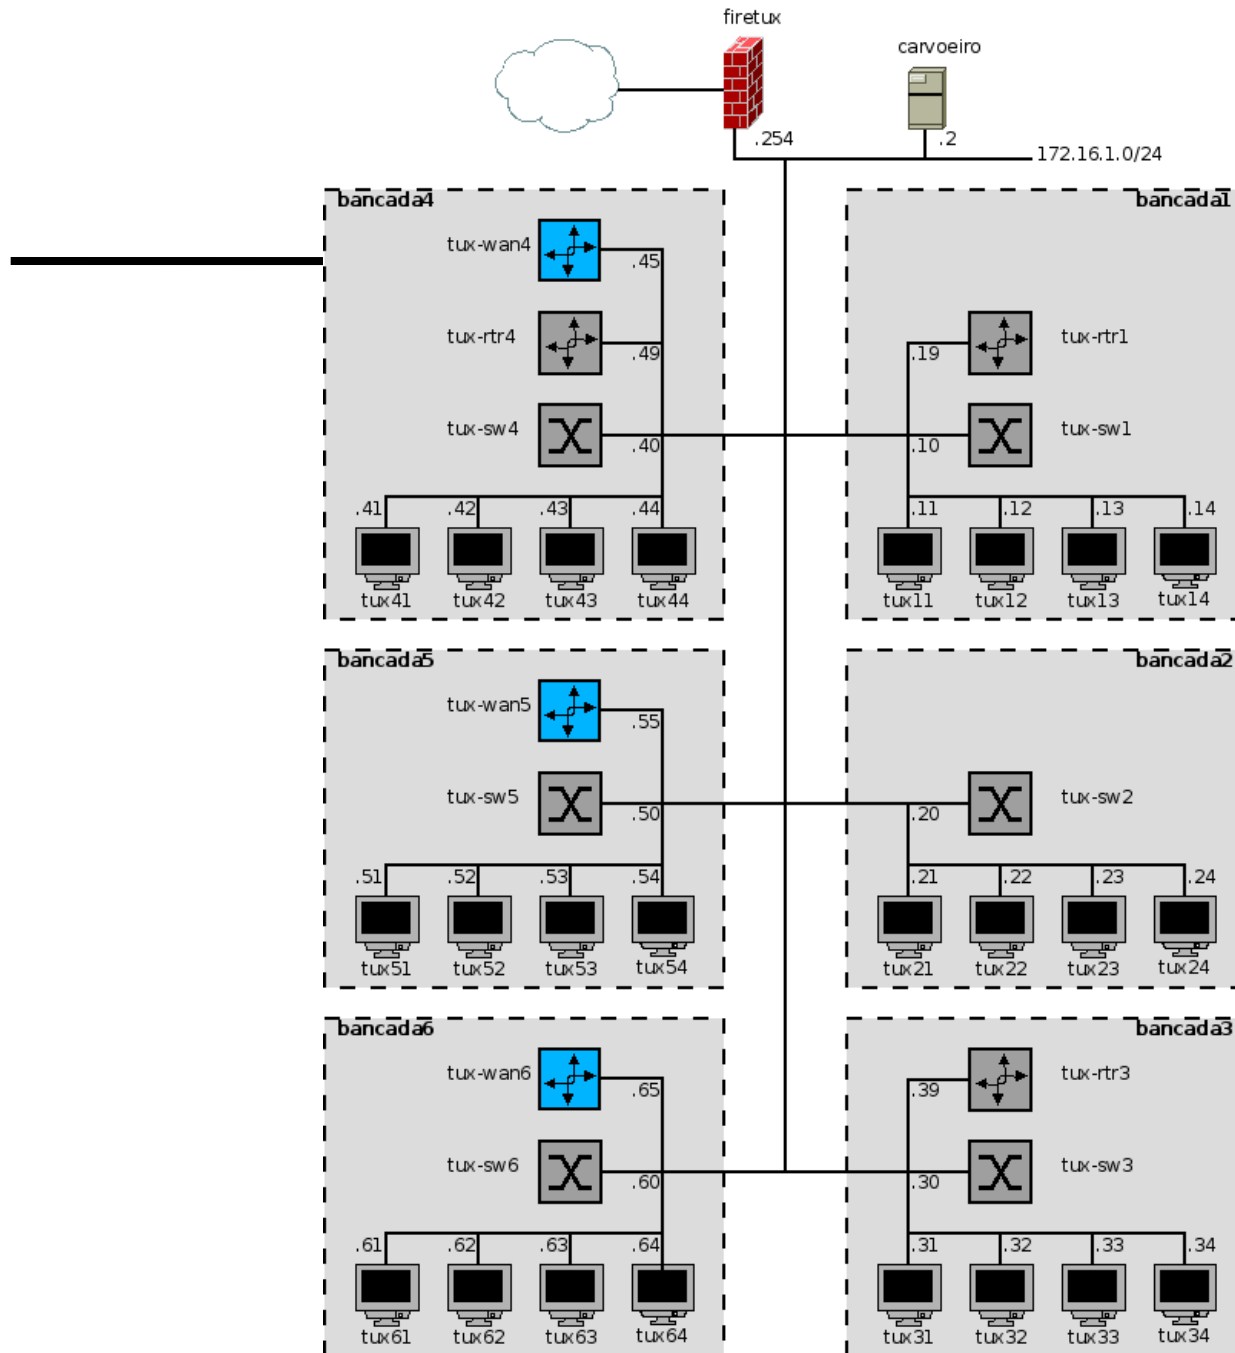 firetux
carvoeiro
.254
.2
172.16.1.0/24
bancada4
tux-wan4
.45
tux-rtr4
.49
tux-sw4
.40
.41 .42 .43 .44
tux41 tux42 tux43 tux44
bancada1
tux-rtr1
.19
tux-sw1
.10
.11 .12 .13 .14
tux11 tux12 tux13 tux14
bancada5
tux-wan5
.55
tux-sw5
.50
.51 .52 .53 .54
tux51 tux52 tux53 tux54
bancada2
tux-sw2
.20
.21 .22 .23 .24
tux21 tux22 tux23 tux24
bancada6
tux-wan6
.65
tux-sw6
.60
.61 .62 .63 .64
tux61 tux62 tux63 tux64
bancada3
tux-rtr3
.39
tux-sw3
.30
.31 .32 .33 .34
tux31 tux32 tux33 tux34